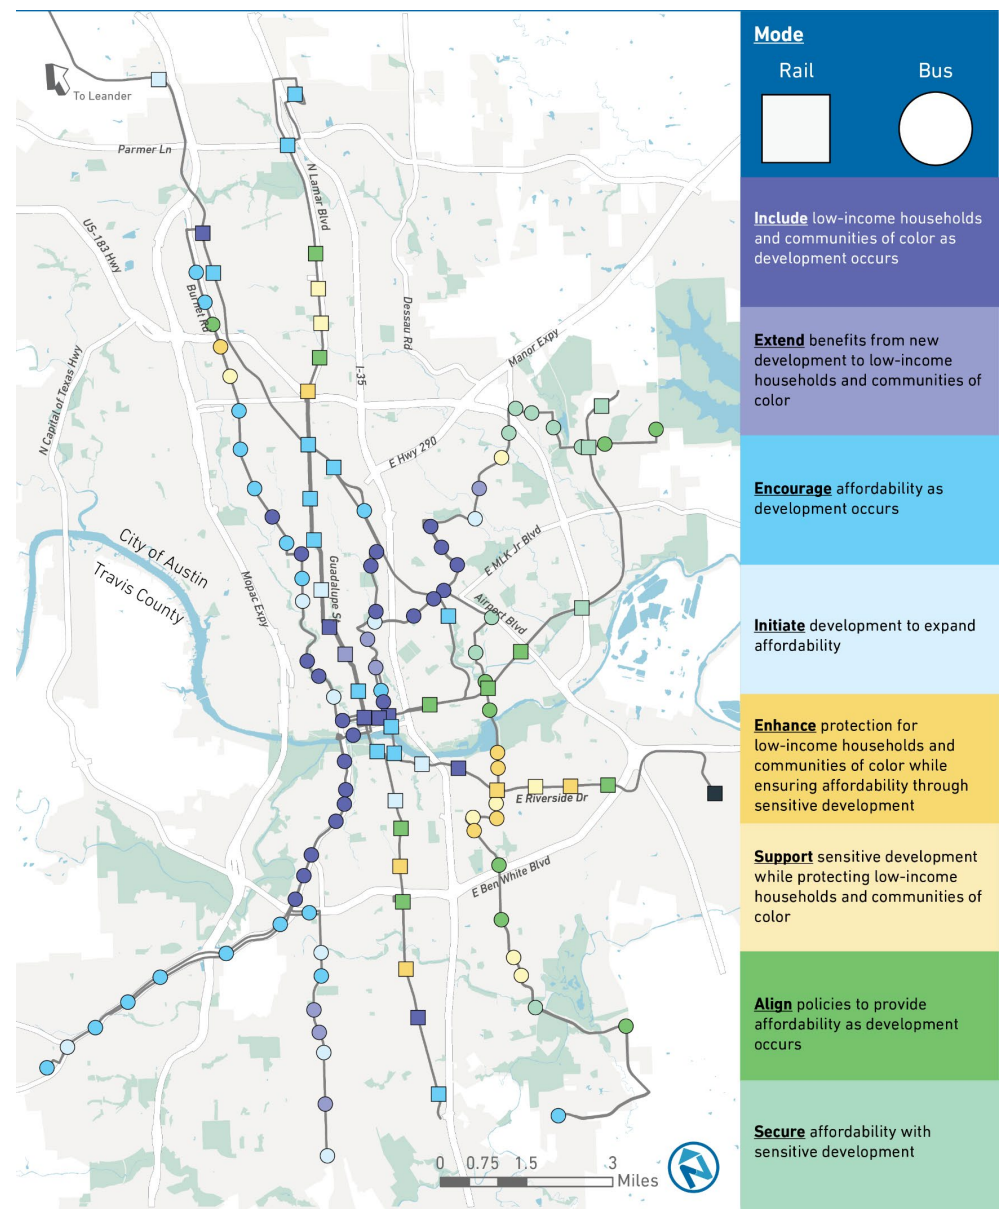 To Leander
Parmer Ln
N Lamar Blvd
US-183 Hwy
Burnet Rd
Dessau Rd
Manor Expy
I-35
N Capital of Texas Hwy
E Hwy 290
City of Austin
Travis County
Mopac Expy
Guadalupe St
E MLK Jr Blvd
Airport Blvd
E Riverside Dr
E Ben White Blvd
0 0.75 1.5 3
Miles
N
Mode
Rail Bus
Include low-income households
and communities of color as
development occurs
Extend benefits from new
development to low-income
households and communities of
color
Encourage affordability as
development occurs
Initiate development to expand
affordability
Enhance protection for
low-income households and
communities of color while
ensuring affordability through
sensitive development
Support sensitive development
while protecting low-income
households and communities of
color
Align policies to provide
affordability as development
occurs
Secure affordability with
sensitive development